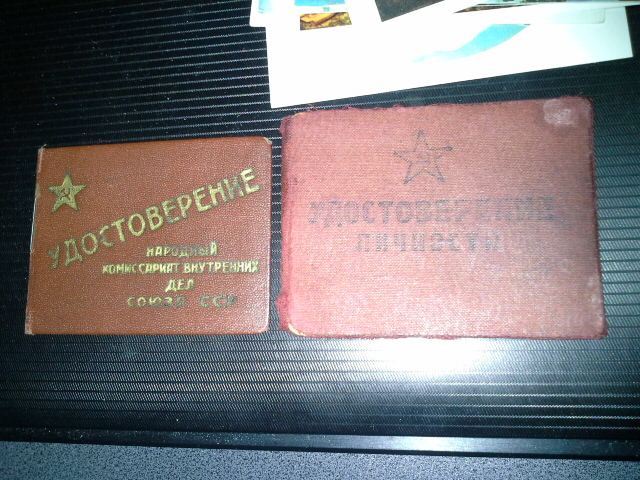 УДОСТОВЕРЕНИЕ
НАРОДНЫЙ
КОМИССАРИАТ ВНУТРЕННИХ
ДЕЛ
СОЮЗА ССР
УДОСТОВЕРЕНИЕ
ЛИЧНОСТИ